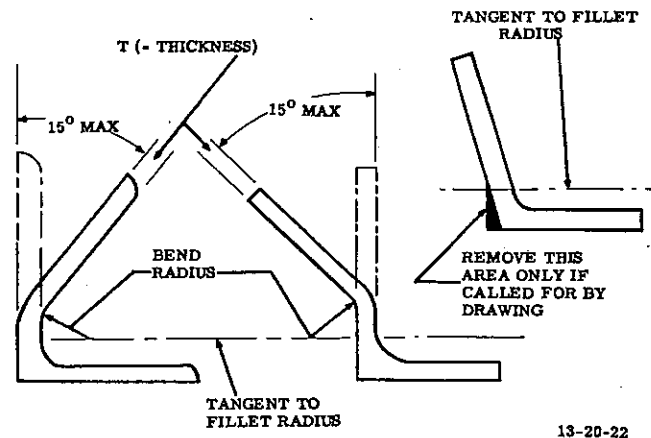 TANGENT TO FILLET
RADIUS
T (- THICKNESS)
15° MAX
15° MAX
BEND
RADIUS
REMOVE THIS
AREA ONLY IF
CALLED FOR BY
DRAWING
TANGENT TO
FILLET RADIUS
13-20-22